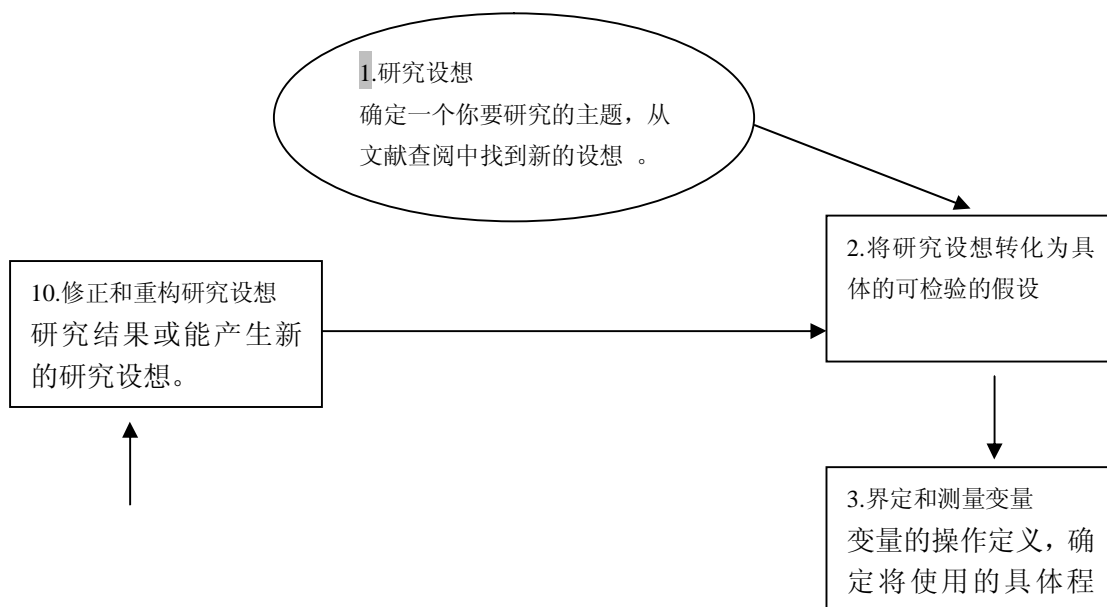 1.研究设想
确定一个你要研究的主题，从
文献查阅中找到新的设想 。
2.将研究设想转化为具
体的可检验的假设
10.修正和重构研究设想
研究结果或能产生新
的研究设想。
3.界定和测量变量
变量的操作定义，确
定将使用的具体程